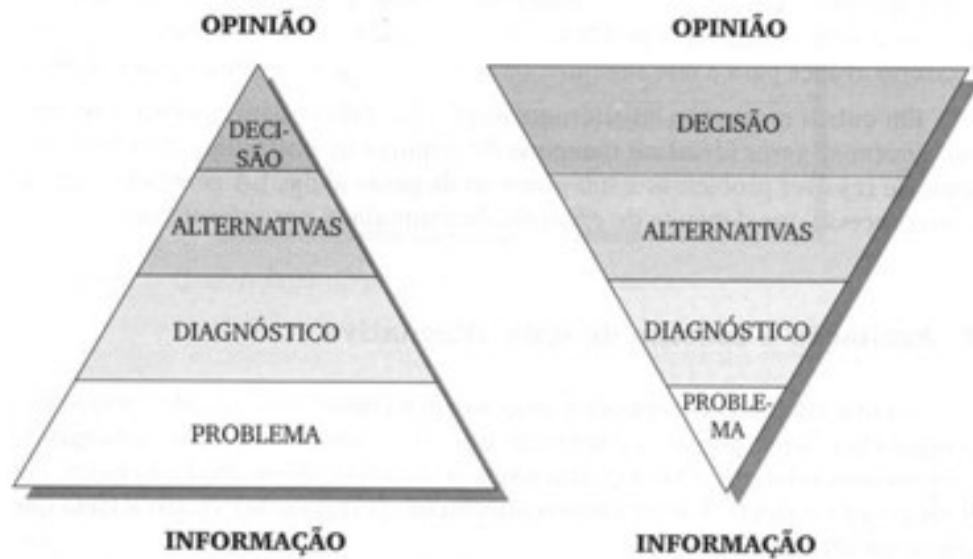 OPINIÃO
DECI-
SÃO
ALTERNATIVAS
DIAGNÓSTICO
PROBLEMA
INFORMAÇÃO
OPINIÃO
DECISÃO
ALTERNATIVAS
DIAGNÓSTICO
PROBLE-
MA
INFORMAÇÃO